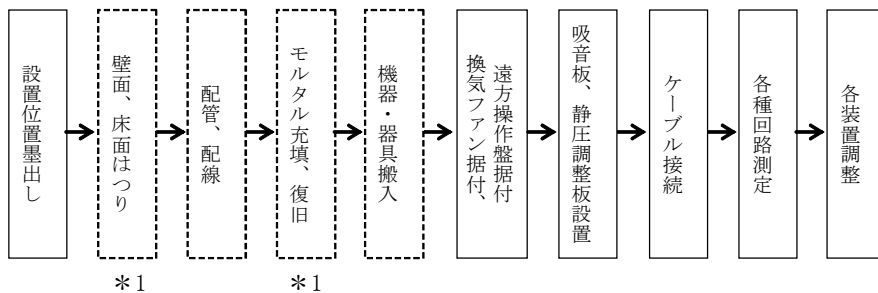 設置位置墨出し
壁面、床面はつり
配管、配線
モルタル充填、復旧
機器・器具搬入
遠方操作盤据付
換気ファン据付、
吸音板、静圧調整板設置
ケーブル接続
各種回路測定
各装置調整
＊1
＊1